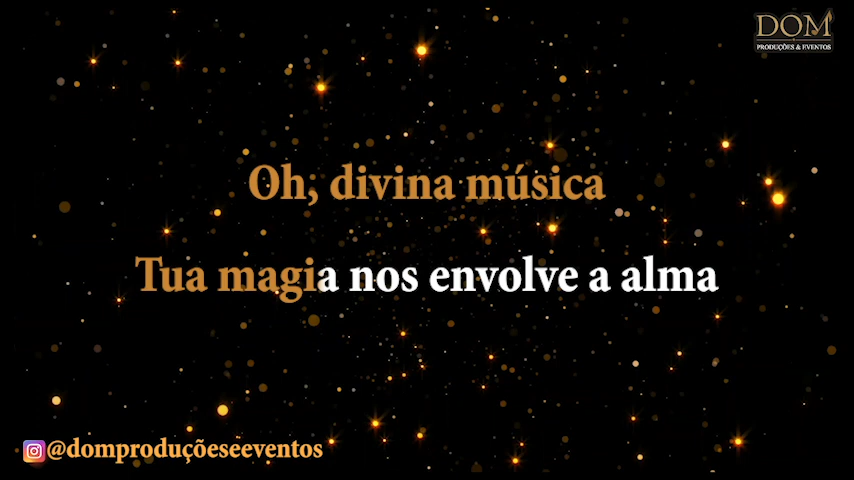 DOM
PRODUÇÕES & EVENTOS
Oh, divina música
Tua magia nos envolve a alma
@domproduçõeseeventos